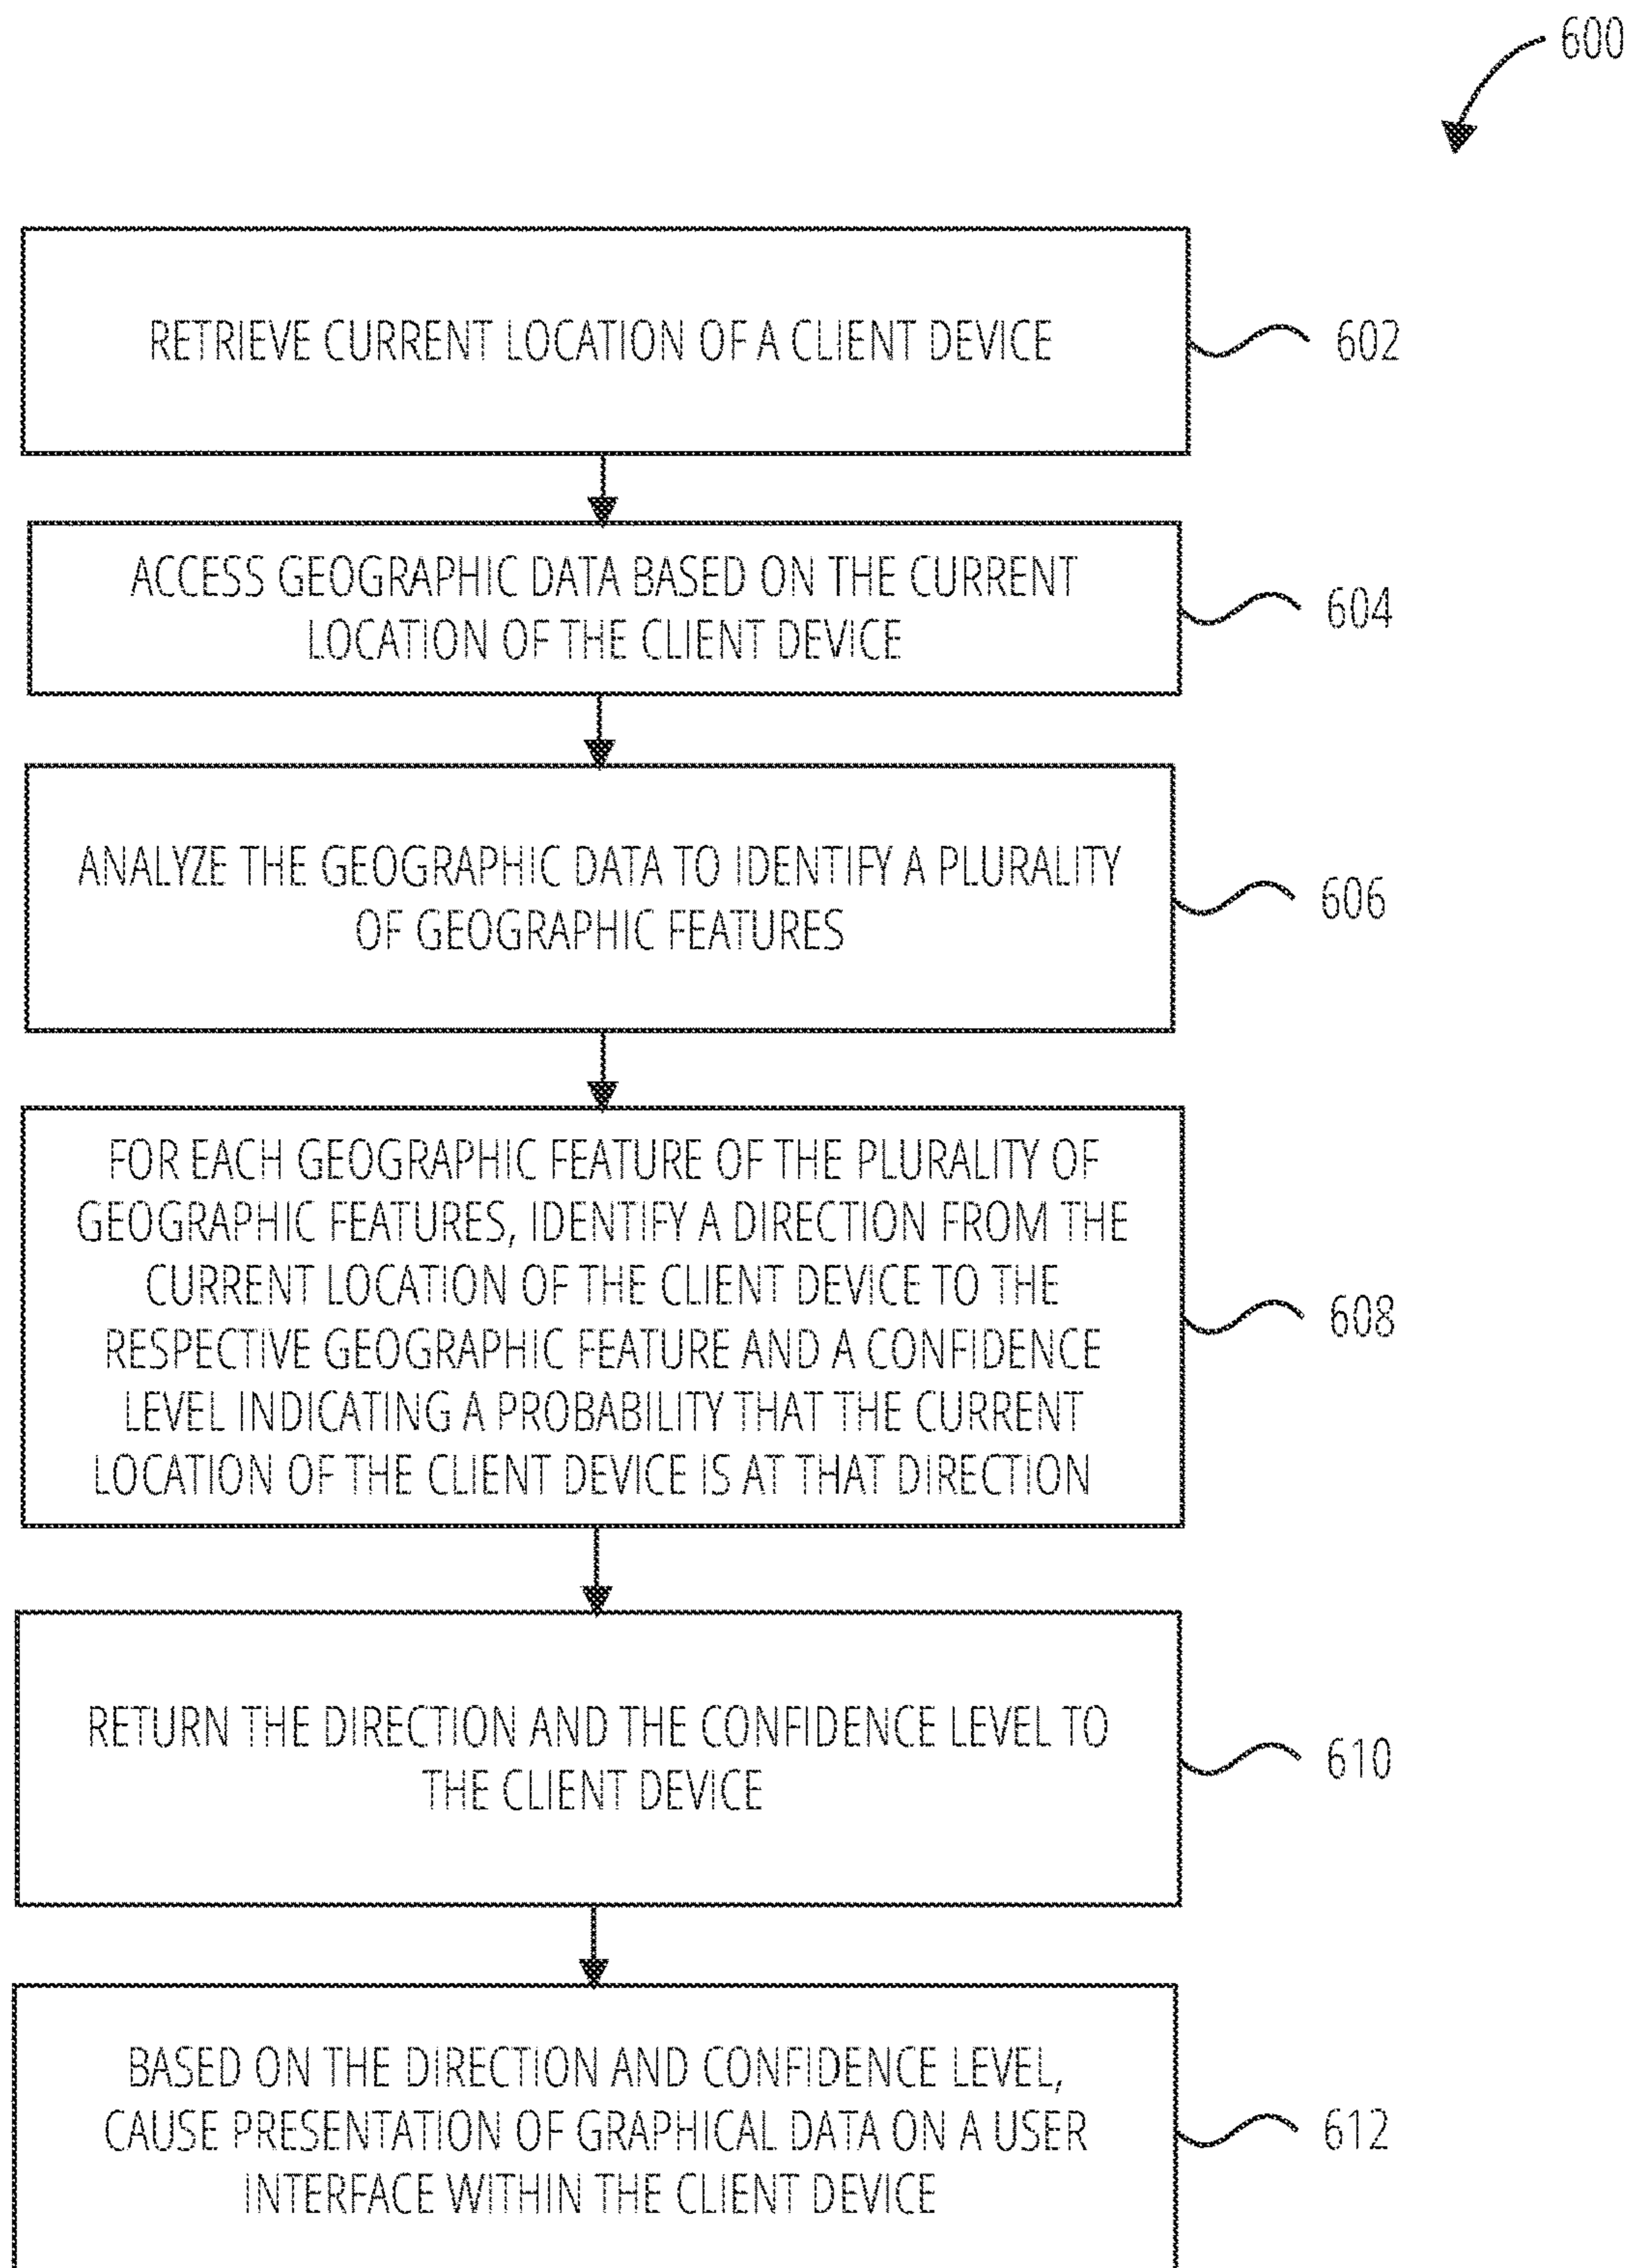 600
RETRIEVE CURRENT LOCATION OF A CLIENT DEVICE
602
ACCESS GEOGRAPHIC DATA BASED ON THE CURRENT
LOCATION OF THE CLIENT DEVICE
604
ANALYZE THE GEOGRAPHIC DATA TO IDENTIFY A PLURALITY
OF GEOGRAPHIC FEATURES
606
FOR EACH GEOGRAPHIC FEATURE OF THE PLURALITY OF
GEOGRAPHIC FEATURES, IDENTIFY A DIRECTION FROM THE
CURRENT LOCATION OF THE CLIENT DEVICE TO THE
RESPECTIVE GEOGRAPHIC FEATURE AND A CONFIDENCE
LEVEL INDICATING A PROBABILITY THAT THE CURRENT
LOCATION OF THE CLIENT DEVICE IS AT THAT DIRECTION
608
RETURN THE DIRECTION AND THE CONFIDENCE LEVEL TO
THE CLIENT DEVICE
610
BASED ON THE DIRECTION AND CONFIDENCE LEVEL,
CAUSE PRESENTATION OF GRAPHICAL DATA ON A USER
INTERFACE WITHIN THE CLIENT DEVICE
612